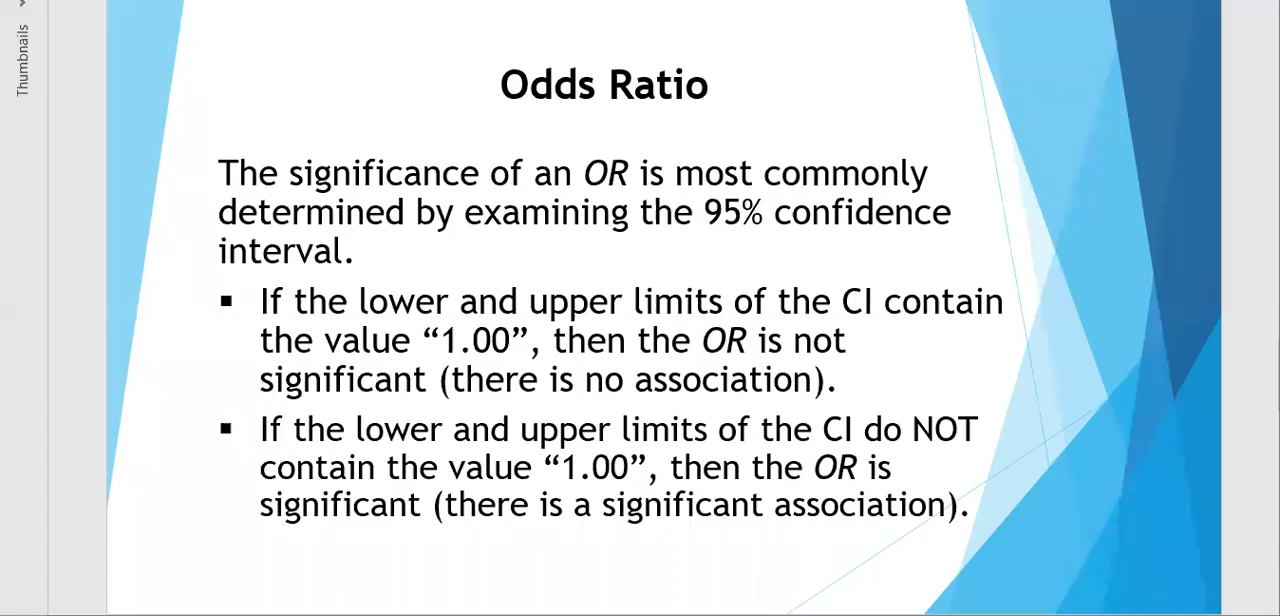 Thumbnails
Odds Ratio
The significance of an OR is most commonly
determined by examining the 95% confidence
interval.
▪ If the lower and upper limits of the CI contain
the value “1.00”, then the OR is not
significant (there is no association).
▪ If the lower and upper limits of the CI do NOT
contain the value “1.00”, then the OR is
significant (there is a significant association).